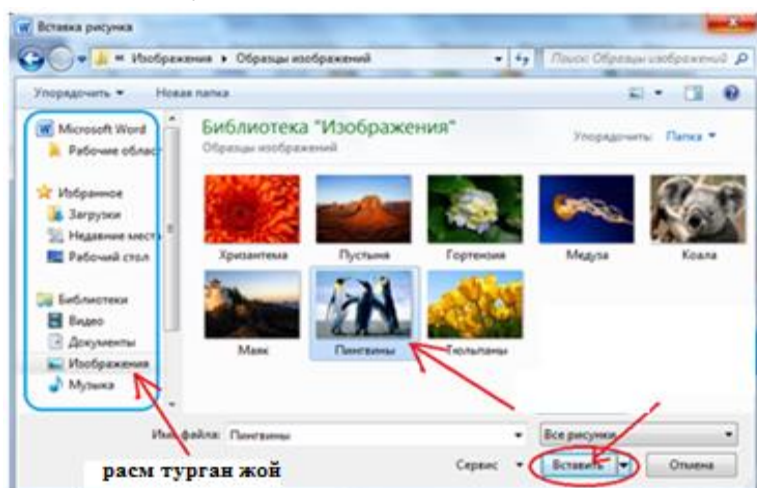 Вставка рисунка
Изображения ▸ Образцы изображений
Поиск: Образцы изображений
Упорядочить Новая папка
Microsoft Word
Рабочие област
Избранное
Загрузки
Недавние места
Рабочий стол
Библиотеки
Видео
Документы
Изображения
Музыка
Библиотека "Изображения"
Образцы изображений
Упорядочить: Папка
Хризантема Пустыня Гортензия Медуза Коала
Маяк Пингвины Тюльпаны
Имя файла: Пингвины
Все рисунки
расм турган жой
Сервис Вставить Отмена